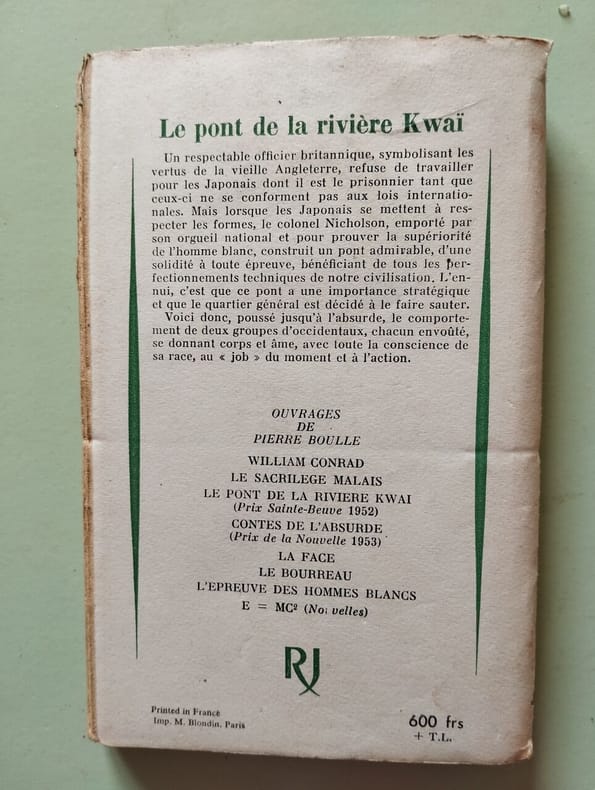 Le pont de la rivière Kwaï
Un respectable officier britannique, symbolisant les
vertus de la vieille Angleterre, refuse de travailler
pour les Japonais dont il est le prisonnier tant que
ceux-ci ne se conforment pas aux lois internatio-
nales. Mais lorsque les Japonais se mettent à res-
pecter les formes, le colonel Nicholson, emporté par
son orgueil national et pour prouver la supériorité
de l'homme blanc, construit un pont admirable, d'une
solidité à toute épreuve, bénéficiant de tous les per-
fectionnements techniques de notre civilisation. L'en-
nui, c'est que ce pont a une importance stratégique
et que le quartier général est décidé à le faire sauter.
Voici donc, poussé jusqu'à l'absurde, le comporte-
ment de deux groupes d'occidentaux, chacun envoûté,
se donnant corps et âme, avec toute la conscience de
sa race, au « job » du moment et à l'action.
OUVRAGES
DE
PIERRE BOULLE
WILLIAM CONRAD
LE SACRILEGE MALAIS
LE PONT DE LA RIVIERE KWAI
(Prix Sainte-Beuve 1952)
CONTES DE L'ABSURDE
(Prix de la Nouvelle 1953)
LA FACE
LE BOURREAU
L'EPREUVE DES HOMMES BLANCS
E = MC² (Nouvelles)
RJ
Printed in France
Imp. M. Blondin, Paris
600 frs
+ T.L.